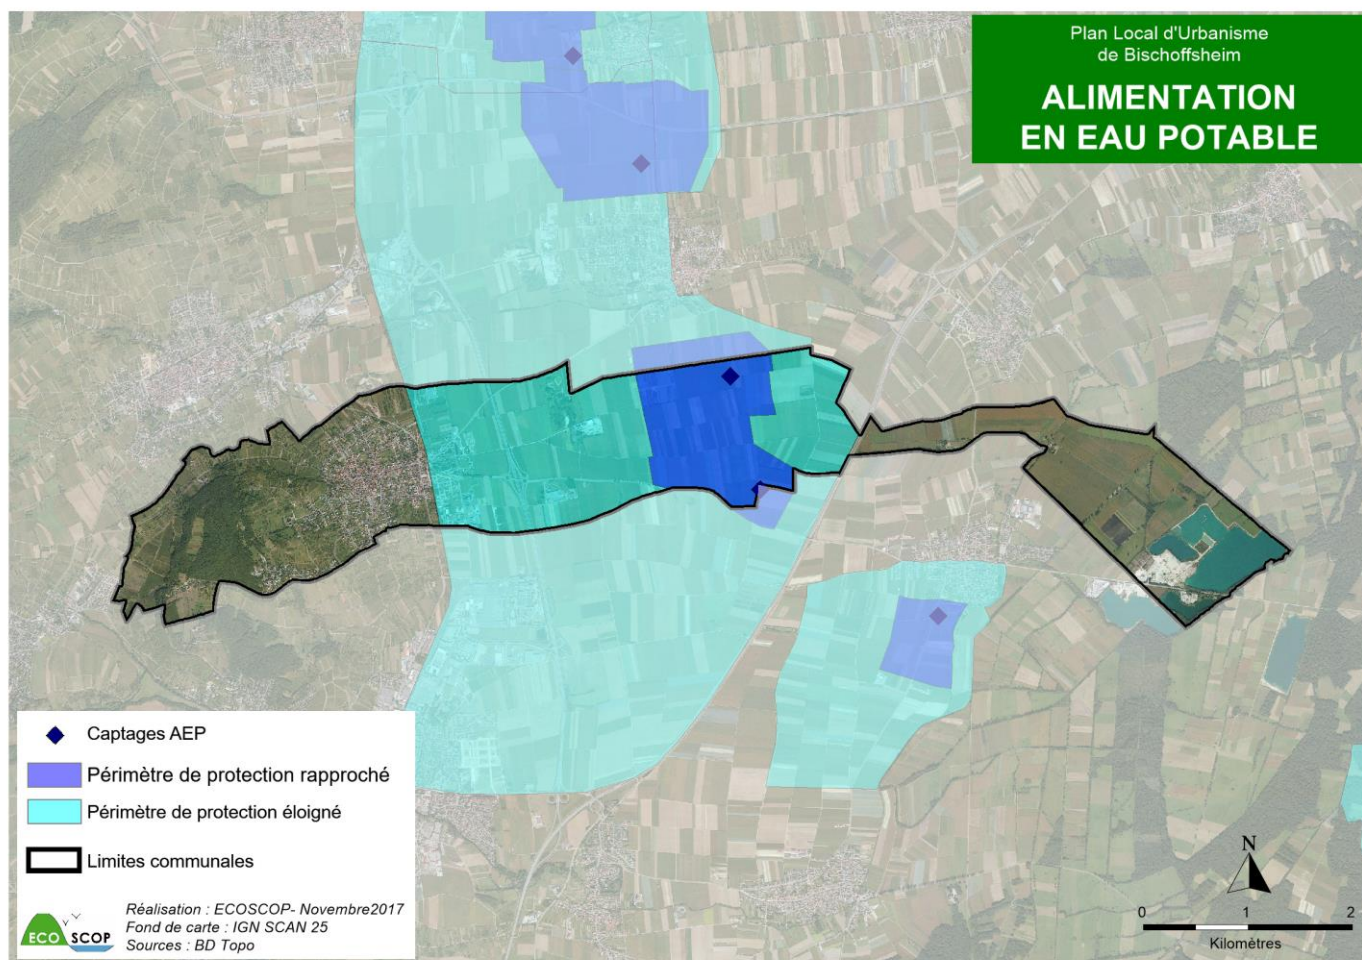 Plan Local d'Urbanisme
de Bischoffsheim
ALIMENTATION
EN EAU POTABLE
Captages AEP
Périmètre de protection rapproché
Périmètre de protection éloigné
Limites communales
ECO SCOP
Réalisation : ECOSCOP- Novembre2017
Fond de carte : IGN SCAN 25
Sources : BD Topo
N
0 1 2
Kilomètres